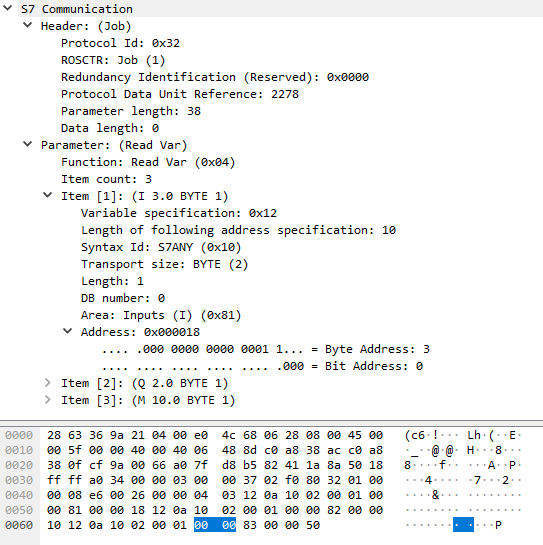 S7 Communication
Header: (Job)
Protocol Id: 0x32
ROSCTR: Job (1)
Redundancy Identification (Reserved): 0x0000
Protocol Data Unit Reference: 2278
Parameter length: 38
Data length: 0
Parameter: (Read Var)
Function: Read Var (0x04)
Item count: 3
Item [1]: (I 3.0 BYTE 1)
Variable specification: 0x12
Length of following address specification: 10
Syntax Id: S7ANY (0x10)
Transport size: BYTE (2)
Length: 1
DB number: 0
Area: Inputs (I) (0x81)
Address: 0x000018
.... .000 0000 0000 0001 1... = Byte Address: 3
.... .... .... .... .... .000 = Bit Address: 0
Item [2]: (Q 2.0 BYTE 1)
Item [3]: (M 10.0 BYTE 1)
0000 28 63 36 9a 21 04 00 e0 4c 68 06 28 08 00 45 00 (c6·!··· Lh·(··E·
0010 00 5f 00 00 40 00 40 06 48 8d c0 a8 38 ac c0 a8 ·_··@·@· H···8···
0020 38 0f cf 9a 00 66 a0 7f d8 b5 82 41 1a 8a 50 18 8····f·· ···A··P·
0030 ff ff a0 34 00 00 03 00 00 37 02 f0 80 32 01 00 ···4···· ·7···2··
0040 00 08 e6 00 26 00 00 04 03 12 0a 10 02 00 01 00 ····&··· ········
0050 00 81 00 00 18 12 0a 10 02 00 01 00 00 82 00 00 ········ ········
0060 10 12 0a 10 02 00 01 00 00 83 00 00 50 ········ ····P